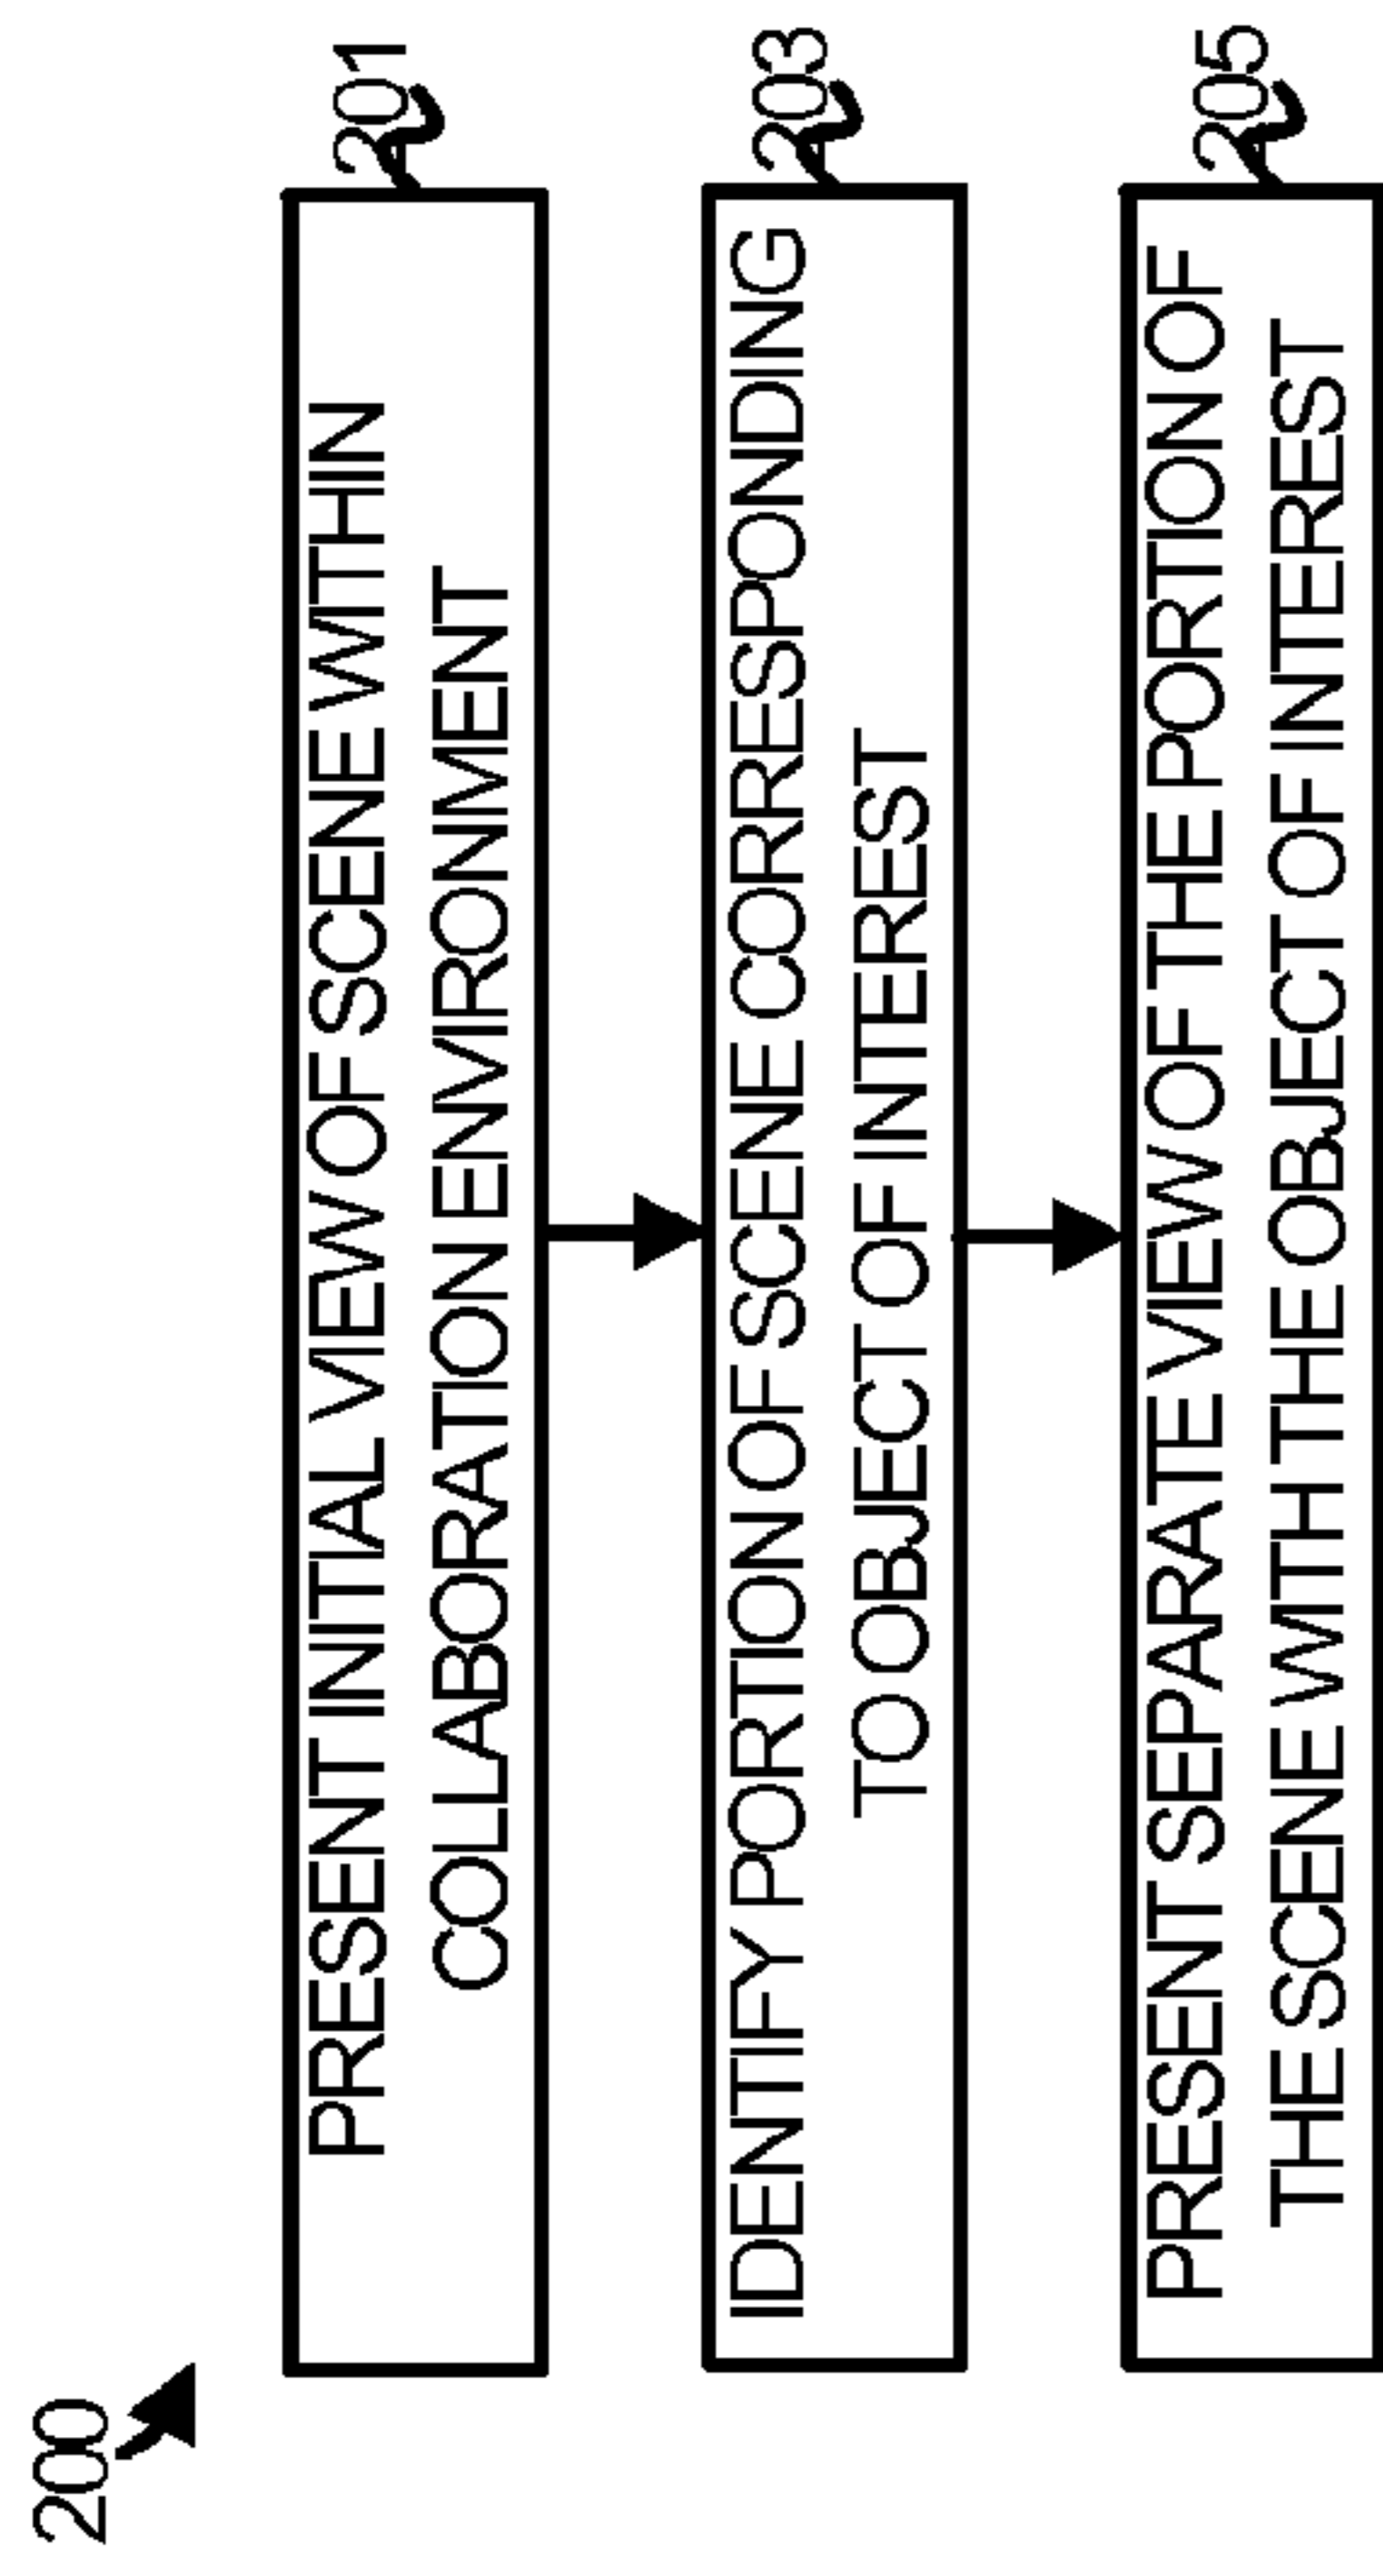 200
201
PRESENT INITIAL VIEW OF SCENE WITHIN
COLLABORATION ENVIRONMENT
203
IDENTIFY PORTION OF SCENE CORRESPONDING
TO OBJECT OF INTEREST
205
PRESENT SEPARATE VIEW OF THE PORTION OF
THE SCENE WITH THE OBJECT OF INTEREST